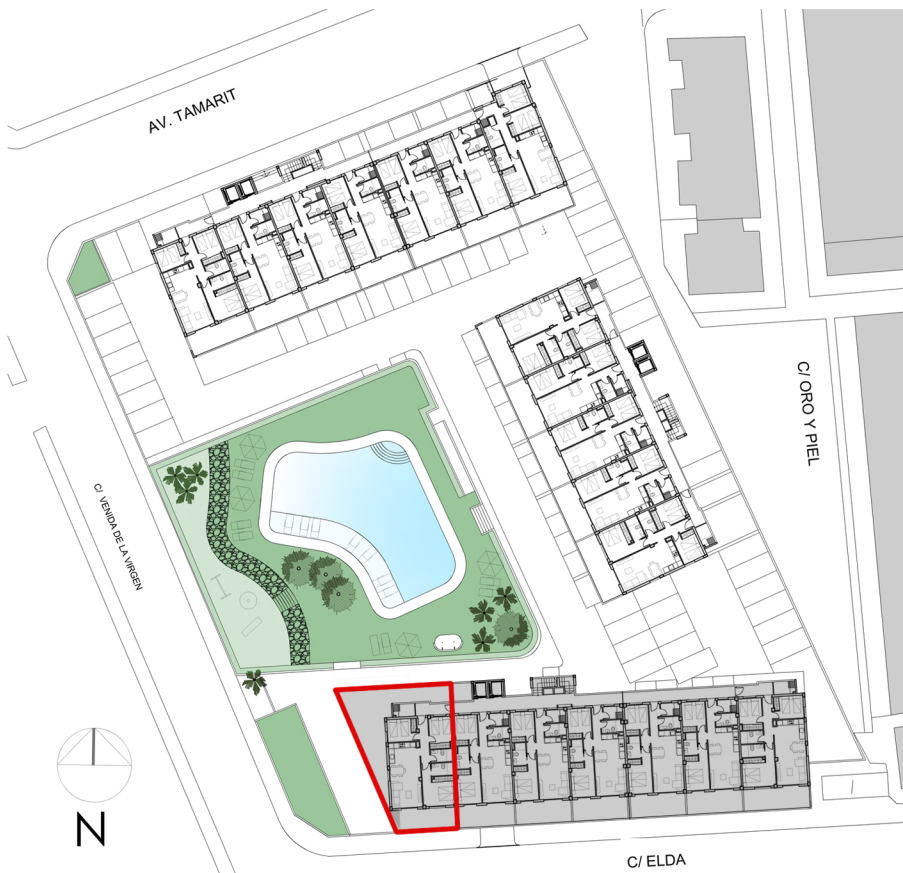 AV. TAMARIT
C/ ORO Y PIEL
C/ VENIDA DE LA VIRGEN
N
C/ ELDA